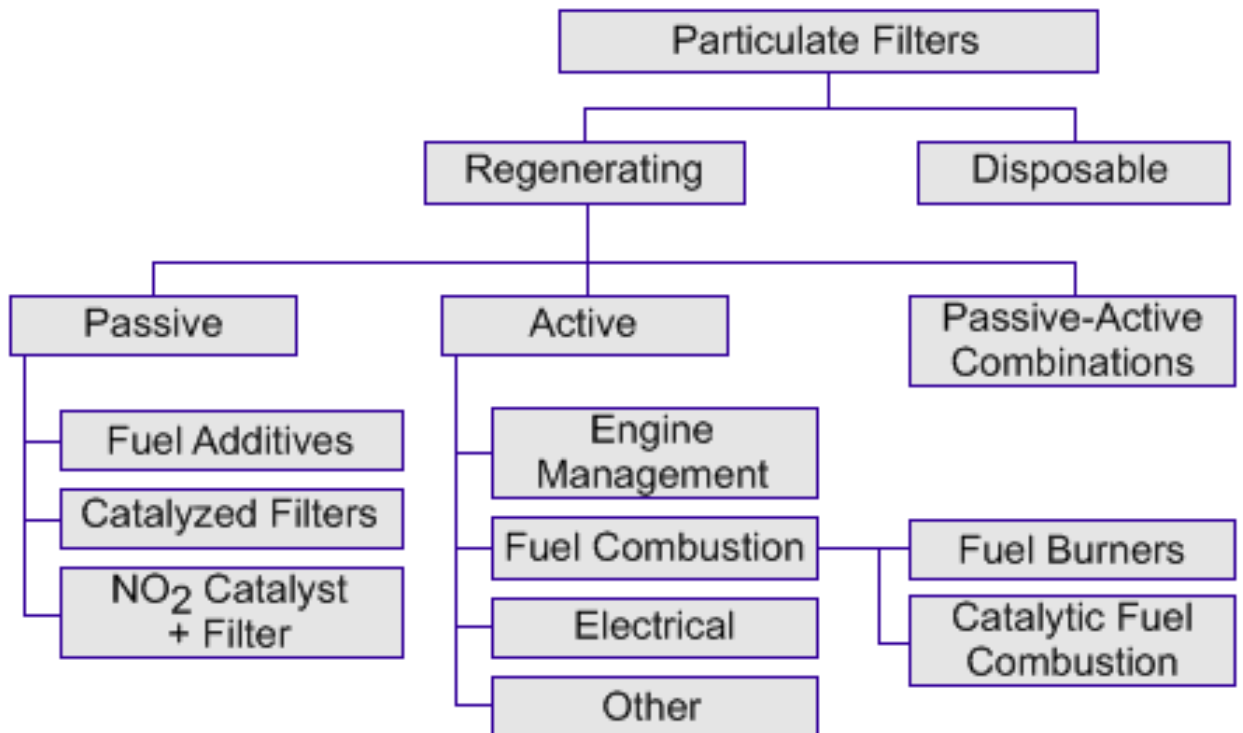 Particulate Filters
Regenerating
Disposable
Passive
Active
Passive-Active
Combinations
Fuel Additives
Catalyzed Filters
NO2 Catalyst
+ Filter
Engine
Management
Fuel Combustion
Electrical
Other
Fuel Burners
Catalytic Fuel
Combustion